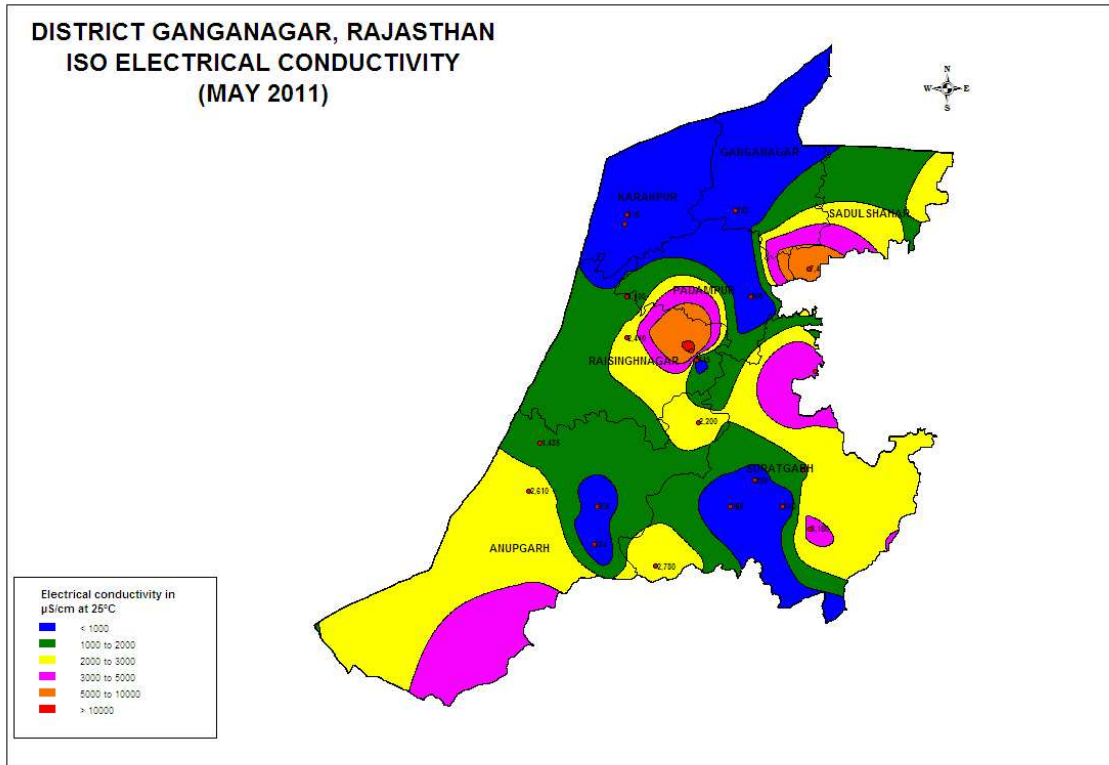 DISTRICT GANGANAGAR, RAJASTHAN
ISO ELECTRICAL CONDUCTIVITY
(MAY 2011)
N
W E
S
GANGANAGAR
KARANPUR
SADULSHAHAR
PADAMPUR
RAISINGHNAGAR
2,200
SURATGARH
2,610
ANUPGARH
2,700
Electrical conductivity in
µS/cm at 25°C
< 1000
1000 to 2000
2000 to 3000
3000 to 5000
5000 to 10000
> 10000